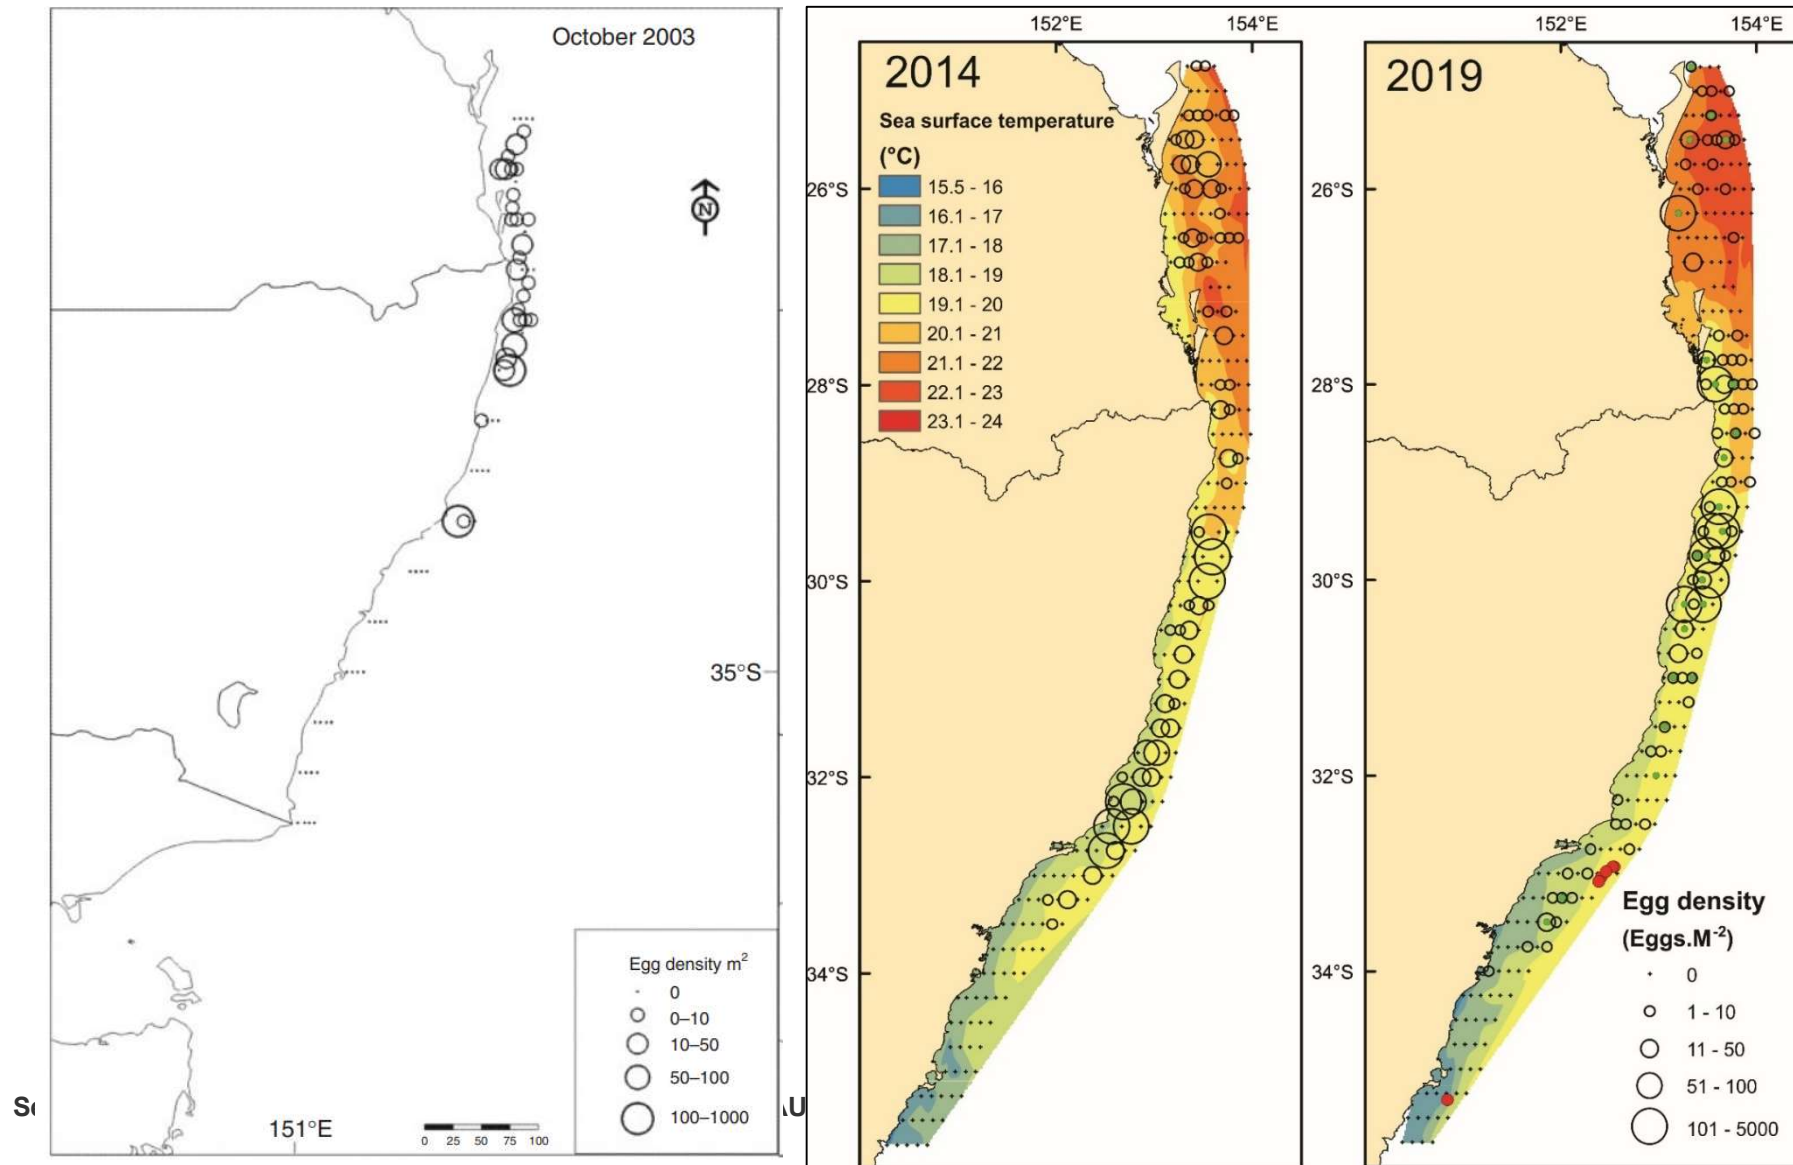 October 2003
N
35°S
151°E
0 25 50 75 100
Egg density m²
0
0–10
10–50
50–100
100–1000
AU
152°E 154°E
2014
Sea surface temperature
(°C)
15.5 - 16
16.1 - 17
17.1 - 18
18.1 - 19
19.1 - 20
20.1 - 21
21.1 - 22
22.1 - 23
23.1 - 24
26°S
28°S
30°S
32°S
34°S
152°E 154°E
2019
26°S
28°S
30°S
32°S
34°S
Egg density
(Eggs.M⁻²)
0
1 - 10
11 - 50
51 - 100
101 - 5000